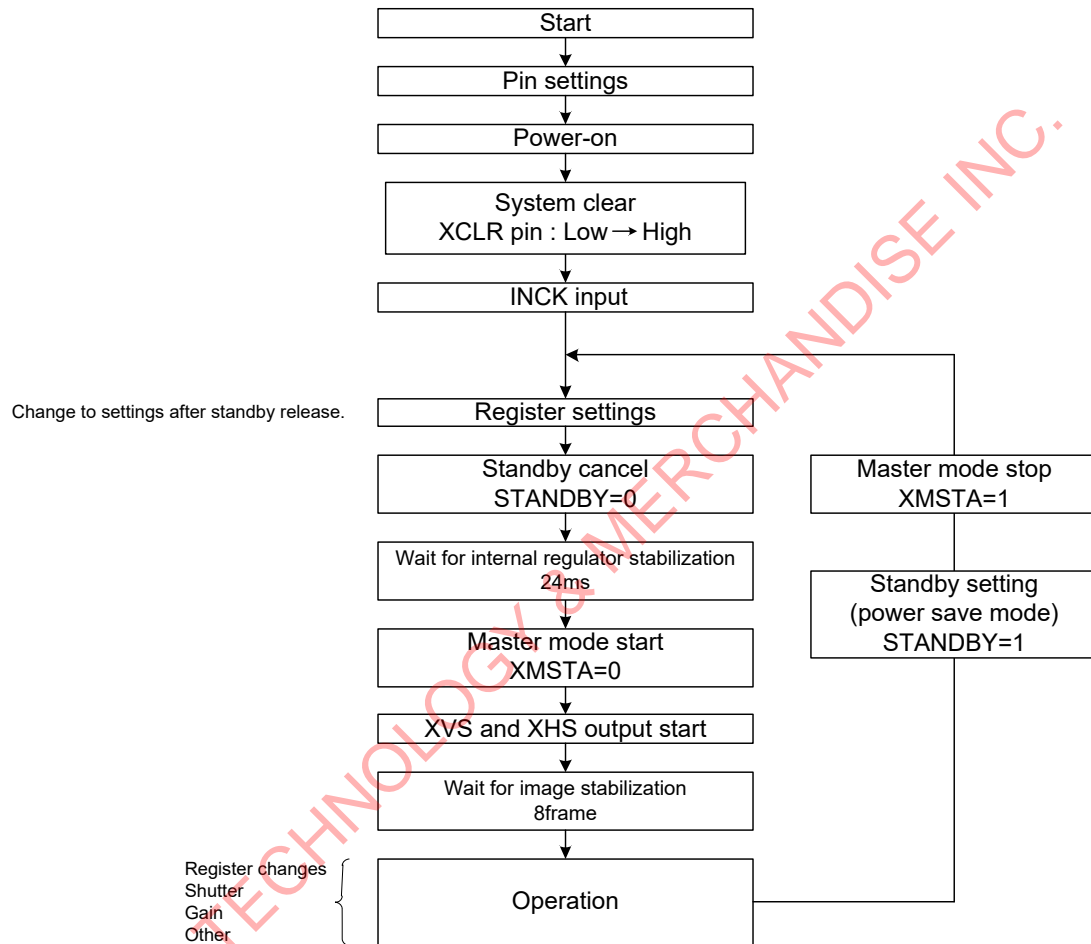 Start
Pin settings
Power-on
System clear
XCLR pin : Low → High
INCK input
Change to settings after standby release.
Register settings
Standby cancel
STANDBY=0
Wait for internal regulator stabilization
24ms
Master mode start
XMSTA=0
XVS and XHS output start
Wait for image stabilization
8frame
Register changes
Shutter
Gain
Other
Operation
Master mode stop
XMSTA=1
Standby setting
(power save mode)
STANDBY=1
TECHNOLOGY & MERCHANDISE INC.